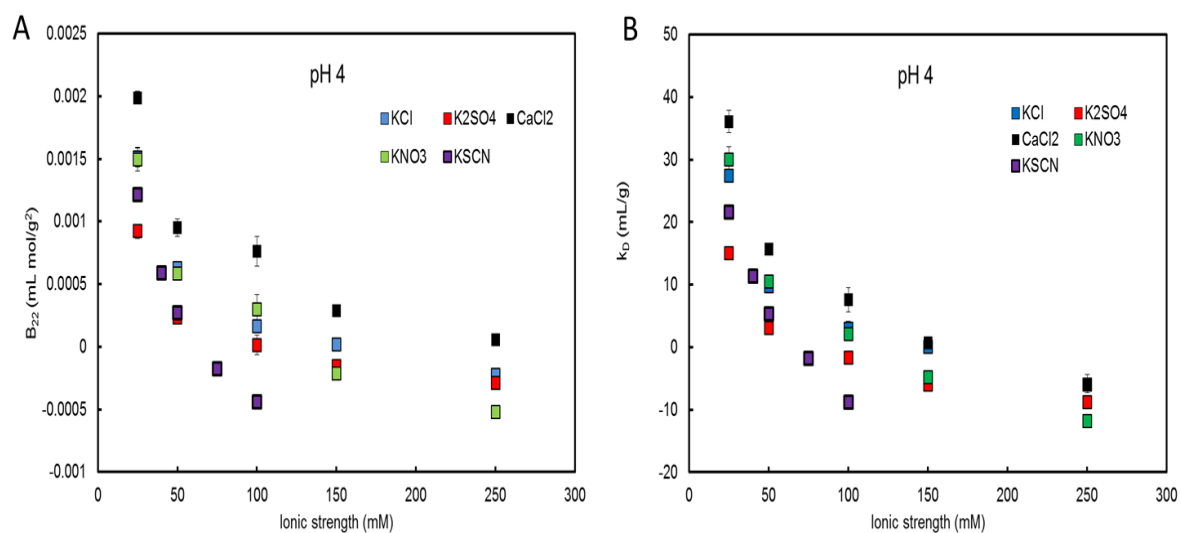 A
pH 4
KCl K2SO4 CaCl2
KNO3 KSCN
0.0025
0.002
0.0015
0.001
0.0005
0
-0.0005
-0.001
B22 (mL mol/g2)
0 50 100 150 200 250 300
Ionic strength (mM)
B
pH 4
KCl K2SO4
CaCl2 KNO3
KSCN
50
40
30
20
10
0
-10
-20
kD (mL/g)
0 50 100 150 200 250 300
Ionic strength (mM)